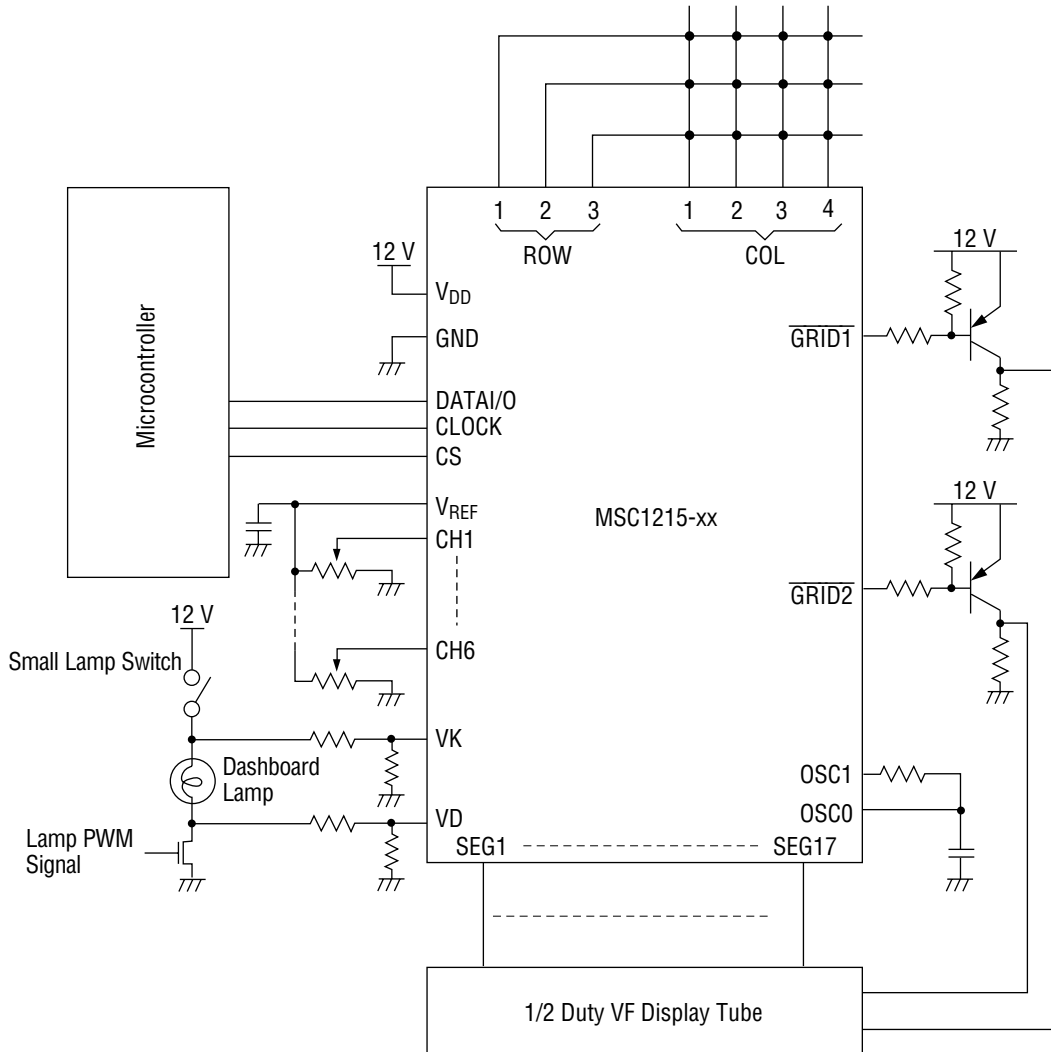 1 2 3
ROW
1 2 3 4
COL
Microcontroller
12 V
VDD
GND
DATAI/O
CLOCK
CS
VREF
CH1
CH6
MSC1215-xx
GRID1
12 V
GRID2
12 V
12 V
Small Lamp Switch
VK
Dashboard
Lamp
VD
Lamp PWM
Signal
OSC1
OSC0
SEG1
SEG17
1/2 Duty VF Display Tube